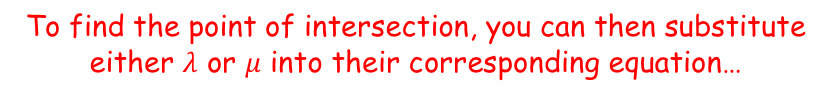 To find the point of intersection, you can then substitute
either 𝜆 or 𝜇 into their corresponding equation…